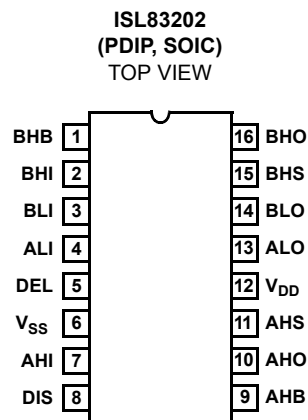 ISL83202
(PDIP, SOIC)
TOP VIEW
BHB 1 16 BHO
BHI 2 15 BHS
BLI 3 14 BLO
ALI 4 13 ALO
DEL 5 12 VDD
VSS 6 11 AHS
AHI 7 10 AHO
DIS 8 9 AHB